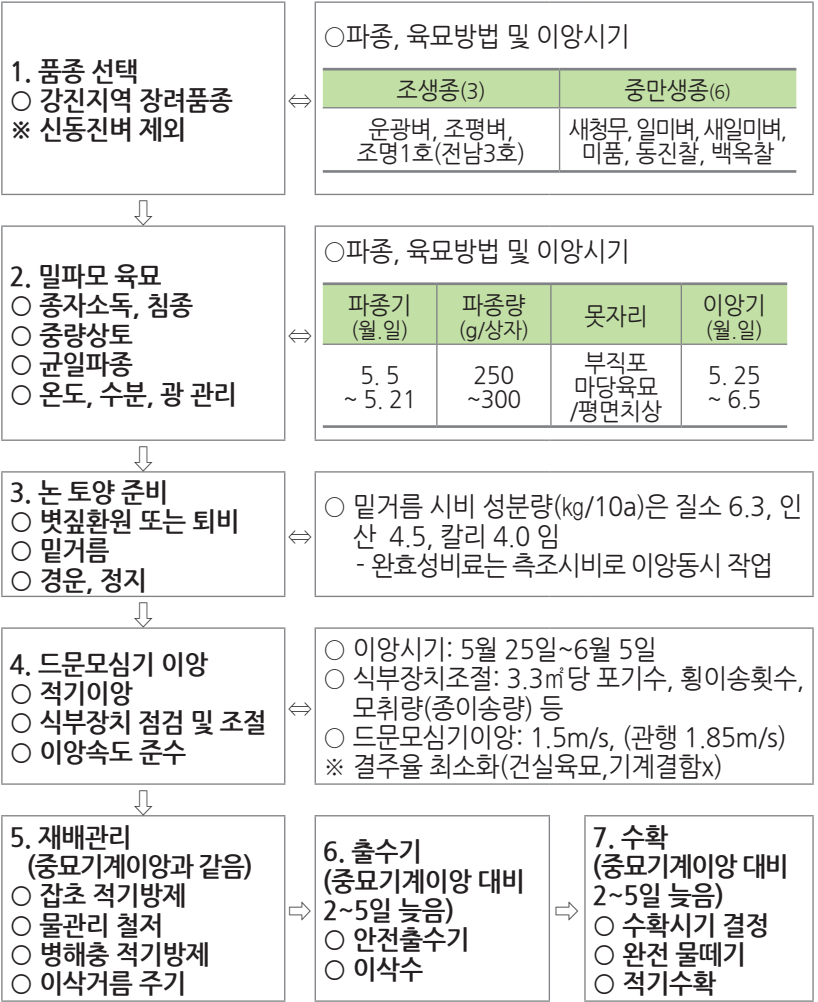 1. 품종 선택
○ 강진지역 장려품종
※ 신동진벼 제외
⇔
○파종, 육묘방법 및 이앙시기
조생종(3) 중만생종(6)
운광벼, 조평벼, 새청무, 일미벼, 새일미벼,
조명1호(전남3호) 미품, 동진찰, 백옥찰
⇩
2. 밀파모 육묘
○ 종자소독, 침종
○ 중량상토
○ 균일파종
○ 온도, 수분, 광 관리
⇔
○파종, 육묘방법 및 이앙시기
파종기 파종량 못자리 이앙기
(월.일) (g/상자) (월.일)
5. 5 250 부직포 5. 25
~ 5. 21 ~300 마당육묘 ~ 6.5
/평면치상
⇩
3. 논 토양 준비
○ 볏짚환원 또는 퇴비
○ 밑거름
○ 경운, 정지
⇔
○ 밑거름 시비 성분량(kg/10a)은 질소 6.3, 인
산 4.5, 칼리 4.0 임
- 완효성비료는 측조시비로 이앙동시 작업
⇩
4. 드문모심기 이앙
○ 적기이앙
○ 식부장치 점검 및 조절
○ 이앙속도 준수
⇔
○ 이앙시기: 5월 25일~6월 5일
○ 식부장치조절: 3.3㎡당 포기수, 횡이송횟수,
모취량(종이송량) 등
○ 드문모심기이앙: 1.5m/s, (관행 1.85m/s)
※ 결주율 최소화(건실육묘,기계결함x)
⇩
5. 재배관리
(중묘기계이앙과 같음)
○ 잡초 적기방제
○ 물관리 철저
○ 병해충 적기방제
○ 이삭거름 주기
⇨
6. 출수기
(중묘기계이앙 대비
2~5일 늦음)
○ 안전출수기
○ 이삭수
⇨
7. 수확
(중묘기계이앙 대비
2~5일 늦음)
○ 수확시기 결정
○ 완전 물떼기
○ 적기수확